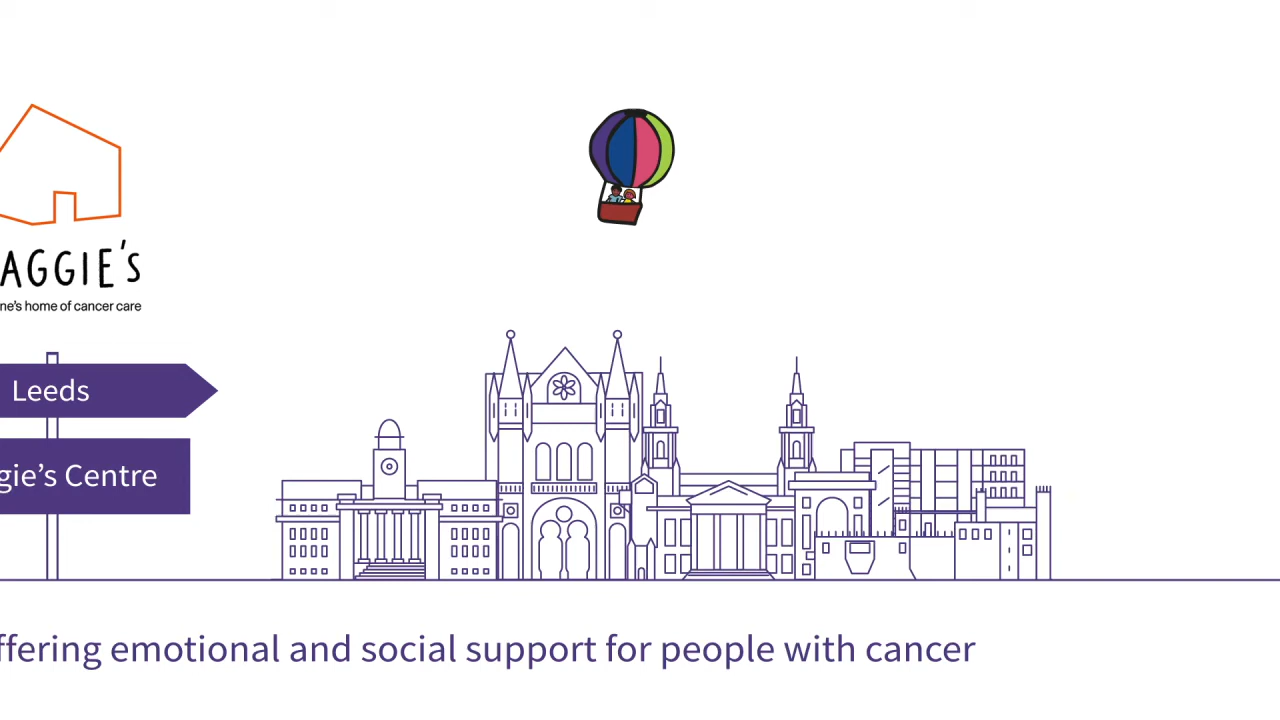 AGGIE'S
ne's home of cancer care
Leeds
gie's Centre
ffering emotional and social support for people with cancer